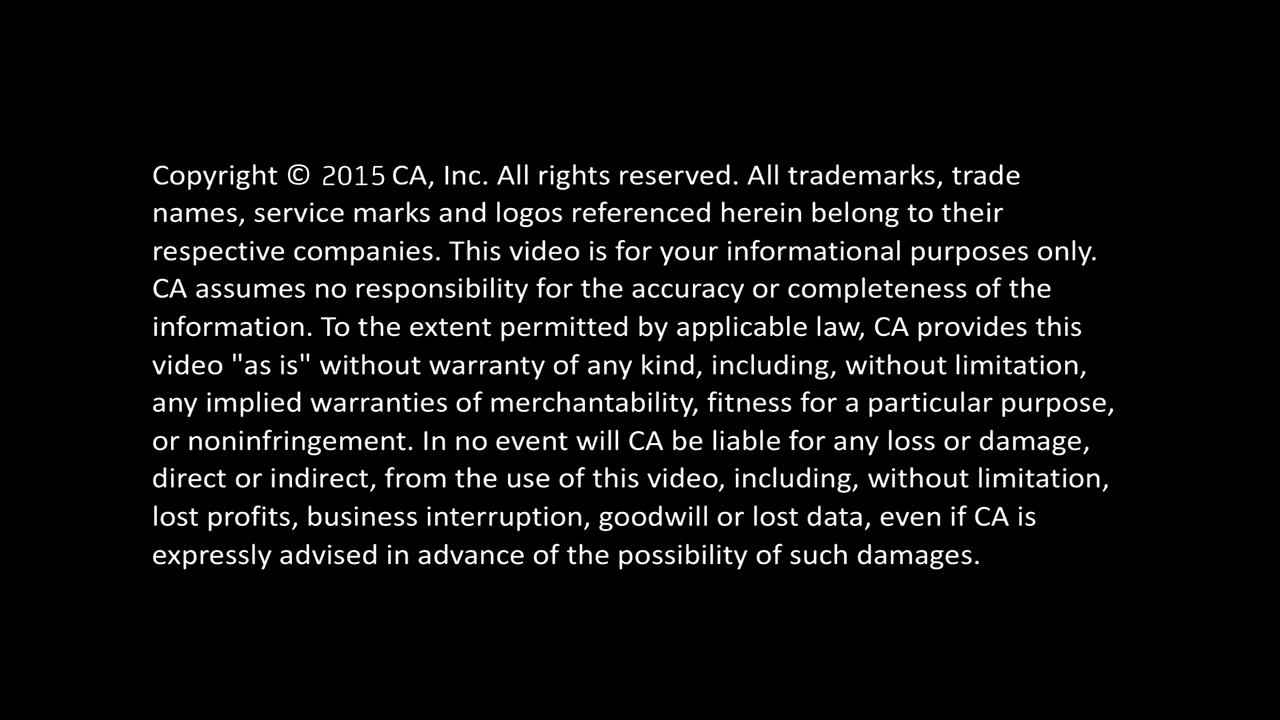 Copyright © 2015 CA, Inc. All rights reserved. All trademarks, trade
names, service marks and logos referenced herein belong to their
respective companies. This video is for your informational purposes only.
CA assumes no responsibility for the accuracy or completeness of the
information. To the extent permitted by applicable law, CA provides this
video "as is" without warranty of any kind, including, without limitation,
any implied warranties of merchantability, fitness for a particular purpose,
or noninfringement. In no event will CA be liable for any loss or damage,
direct or indirect, from the use of this video, including, without limitation,
lost profits, business interruption, goodwill or lost data, even if CA is
expressly advised in advance of the possibility of such damages.